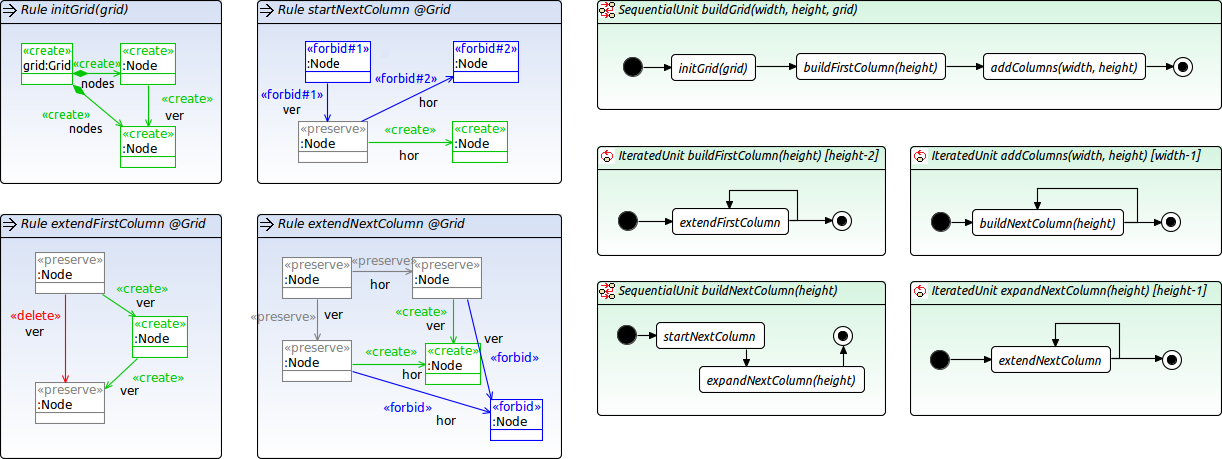 Rule initGrid(grid)
«create»
grid:Grid
«create»
«create»
:Node
nodes
«create»
nodes
«create»
ver
«create»
:Node
Rule startNextColumn @Grid
«forbid#1»
:Node
«forbid#2»
:Node
«forbid#2»
hor
«forbid#1»
ver
«preserve»
:Node
«create»
hor
«create»
:Node
SequentialUnit buildGrid(width, height, grid)
initGrid(grid)
buildFirstColumn(height)
addColumns(width, height)
IteratedUnit buildFirstColumn(height) [height-2]
extendFirstColumn
IteratedUnit addColumns(width, height) [width-1]
buildNextColumn(height)
Rule extendFirstColumn @Grid
«preserve»
:Node
«create»
ver
«delete»
ver
«create»
:Node
«create»
ver
«preserve»
:Node
Rule extendNextColumn @Grid
«preserve»
:Node
«preserve»
hor
«preserve»
:Node
«preserve»
ver
«create»
ver
ver
«forbid»
«preserve»
:Node
«create»
hor
«create»
:Node
«forbid»
hor
«forbid»
:Node
SequentialUnit buildNextColumn(height)
startNextColumn
expandNextColumn(height)
IteratedUnit expandNextColumn(height) [height-1]
extendNextColumn